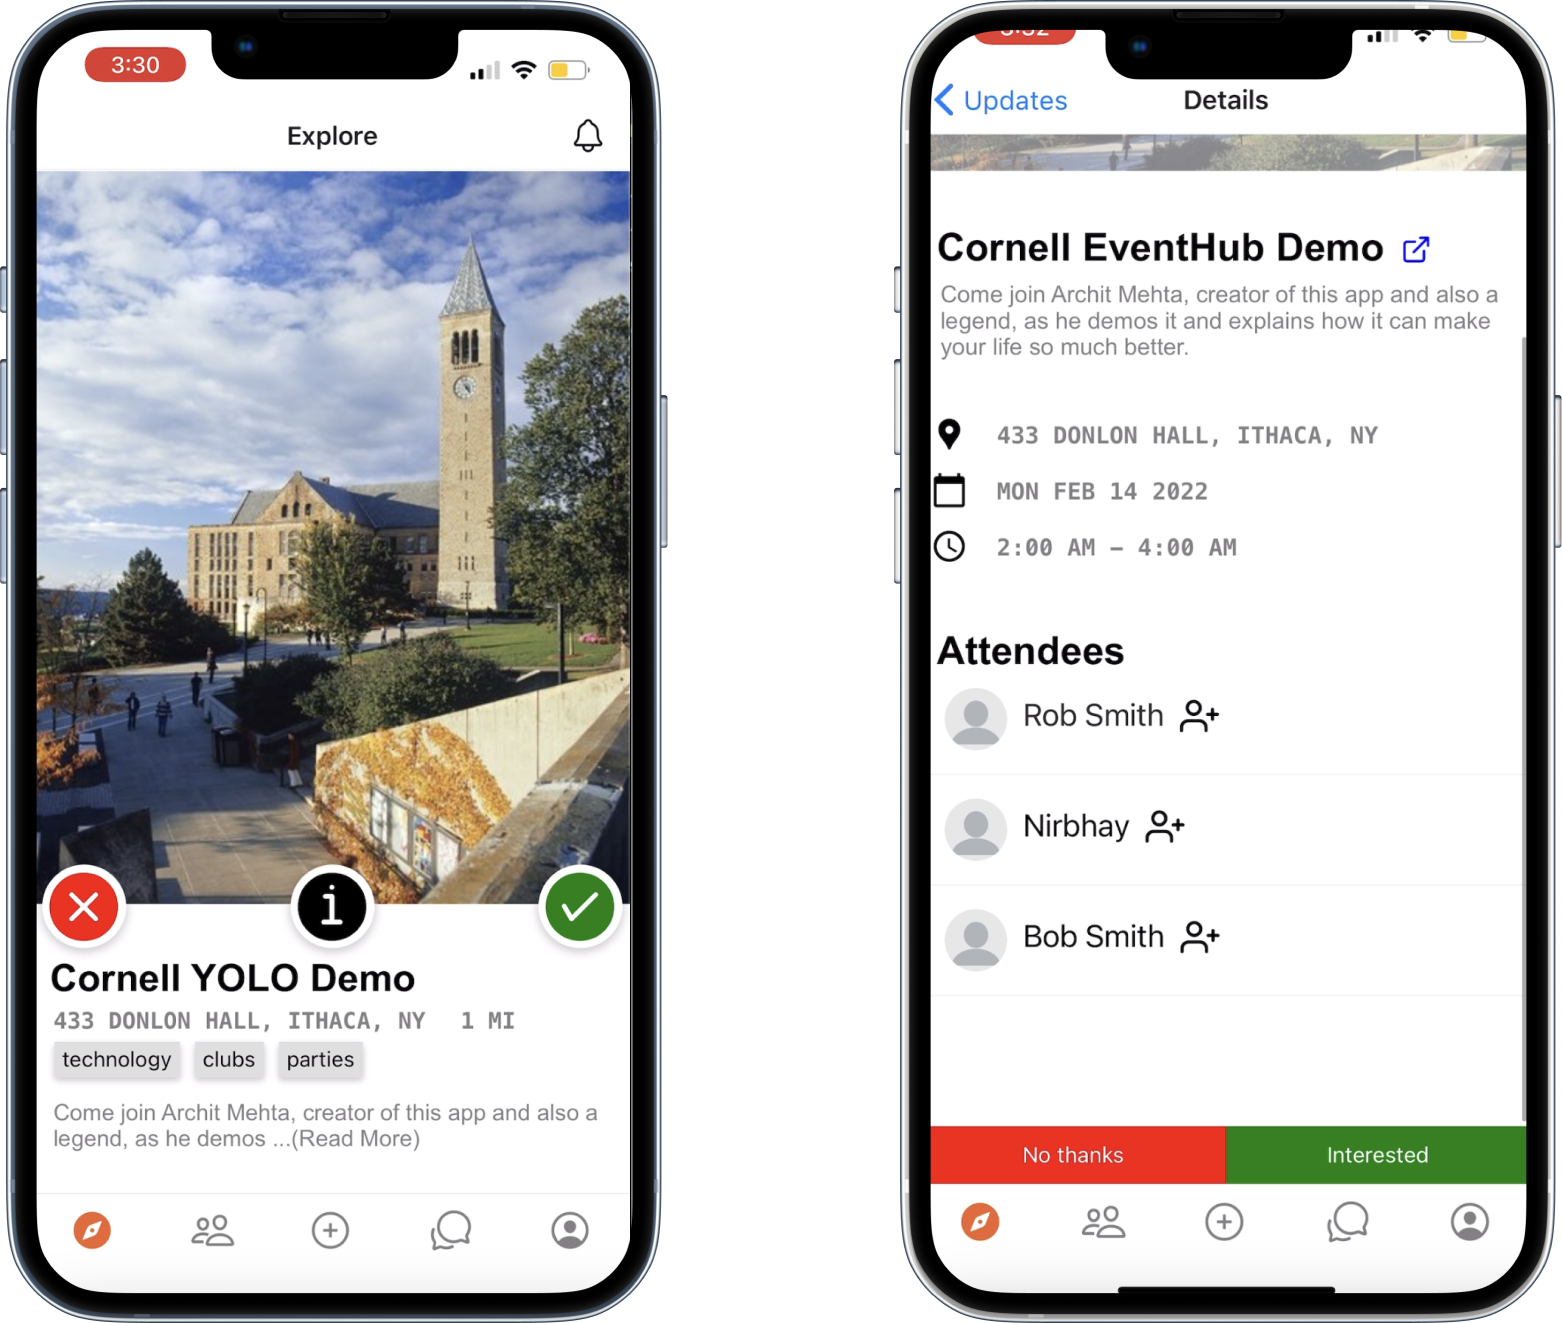 3:30
Explore
Cornell YOLO Demo
433 DONLON HALL, ITHACA, NY 1 MI
technology clubs parties
Come join Archit Mehta, creator of this app and also a
legend, as he demos ...(Read More)
3:32
Updates
Details
Cornell EventHub Demo
Come join Archit Mehta, creator of this app and also a
legend, as he demos it and explains how it can make
your life so much better.
433 DONLON HALL, ITHACA, NY
MON FEB 14 2022
2:00 AM – 4:00 AM
Attendees
Rob Smith
Nirbhay
Bob Smith
No thanks
Interested